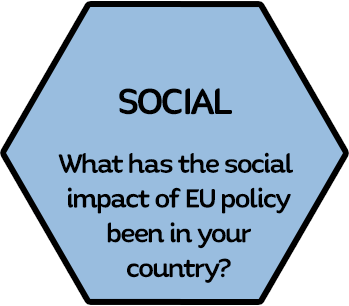 SOCIAL
What has the social
impact of EU policy
been in your
country?